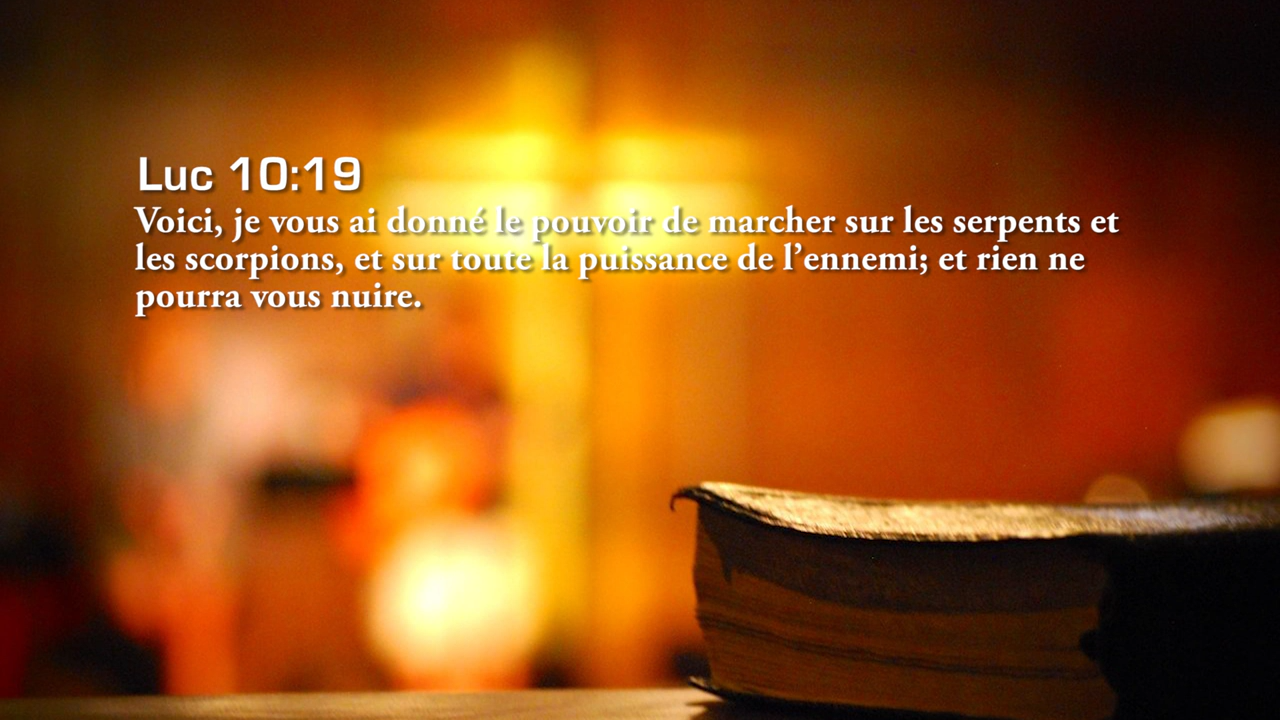 Luc 10:19
Voici, je vous ai donné le pouvoir de marcher sur les serpents et
les scorpions, et sur toute la puissance de l’ennemi; et rien ne
pourra vous nuire.